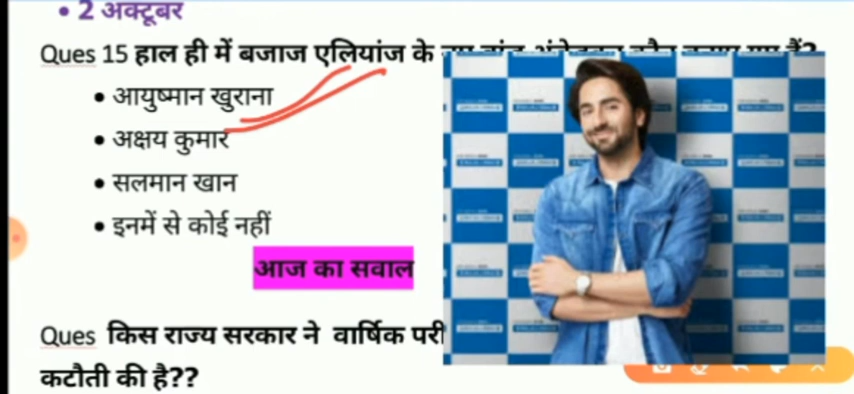 • 2 अक्टूबर
Ques 15 हाल ही में बजाज एलियांज के
• आयुष्मान खुराना
• अक्षय कुमार
• सलमान खान
• इनमें से कोई नहीं
आज का सवाल
Ques किस राज्य सरकार ने वार्षिक परी
कटौती की है??